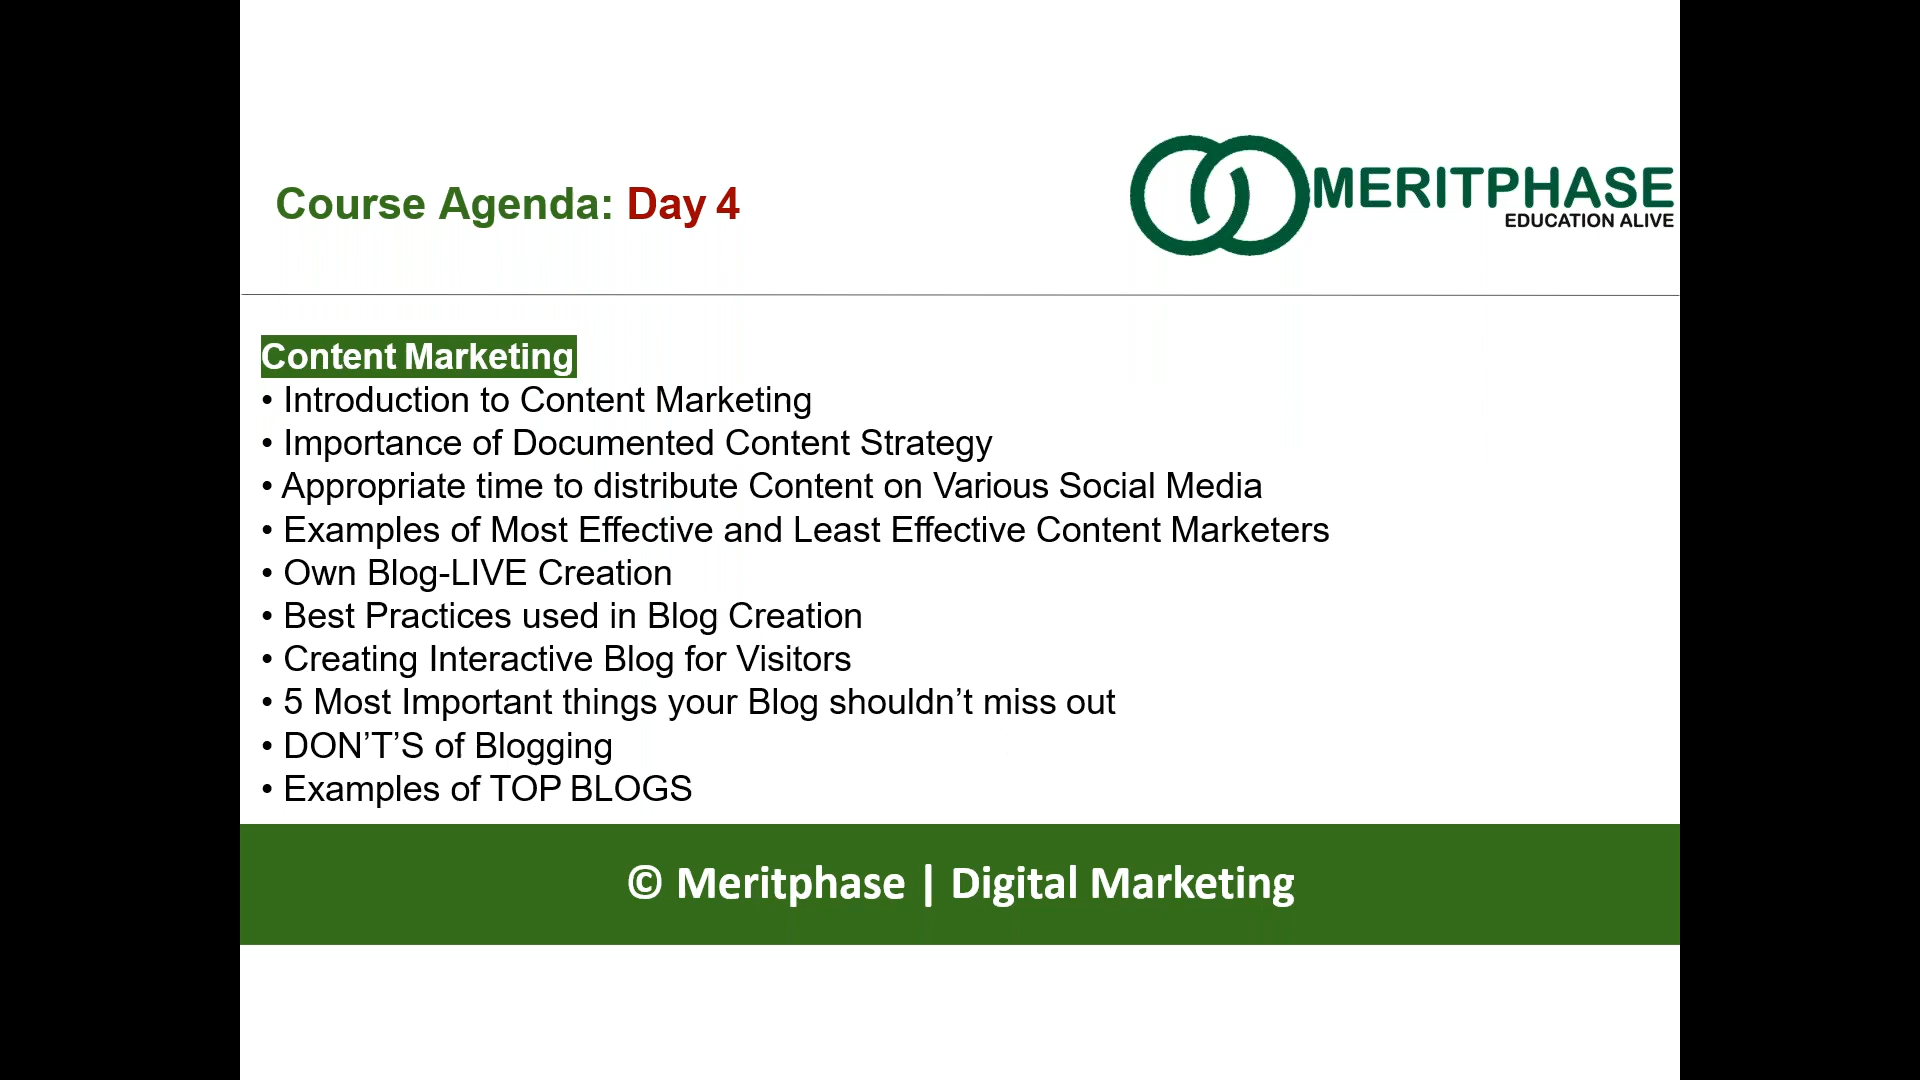 Course Agenda: Day 4
MERITPHASE
EDUCATION ALIVE
Content Marketing
• Introduction to Content Marketing
• Importance of Documented Content Strategy
• Appropriate time to distribute Content on Various Social Media
• Examples of Most Effective and Least Effective Content Marketers
• Own Blog-LIVE Creation
• Best Practices used in Blog Creation
• Creating Interactive Blog for Visitors
• 5 Most Important things your Blog shouldn’t miss out
• DON’T’S of Blogging
• Examples of TOP BLOGS
© Meritphase | Digital Marketing